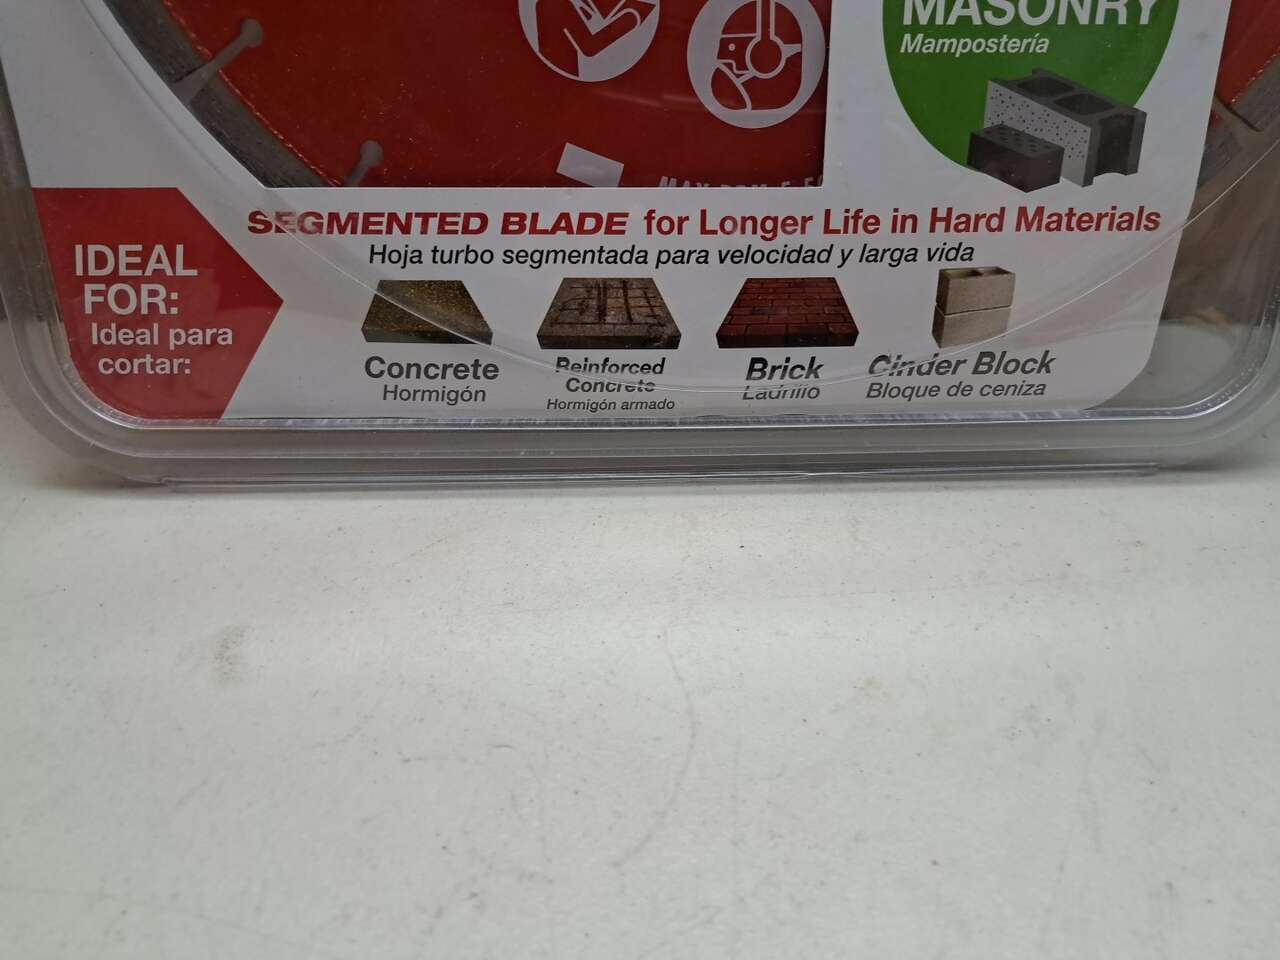 MASONRY
Mampostería
SEGMENTED BLADE for Longer Life in Hard Materials
Hoja turbo segmentada para velocidad y larga vida
IDEAL
FOR:
Ideal para
cortar:
Concrete
Hormigón
Reinforced
Concrete
Hormigón armado
Brick
Ladrillo
Cinder Block
Bloque de ceniza